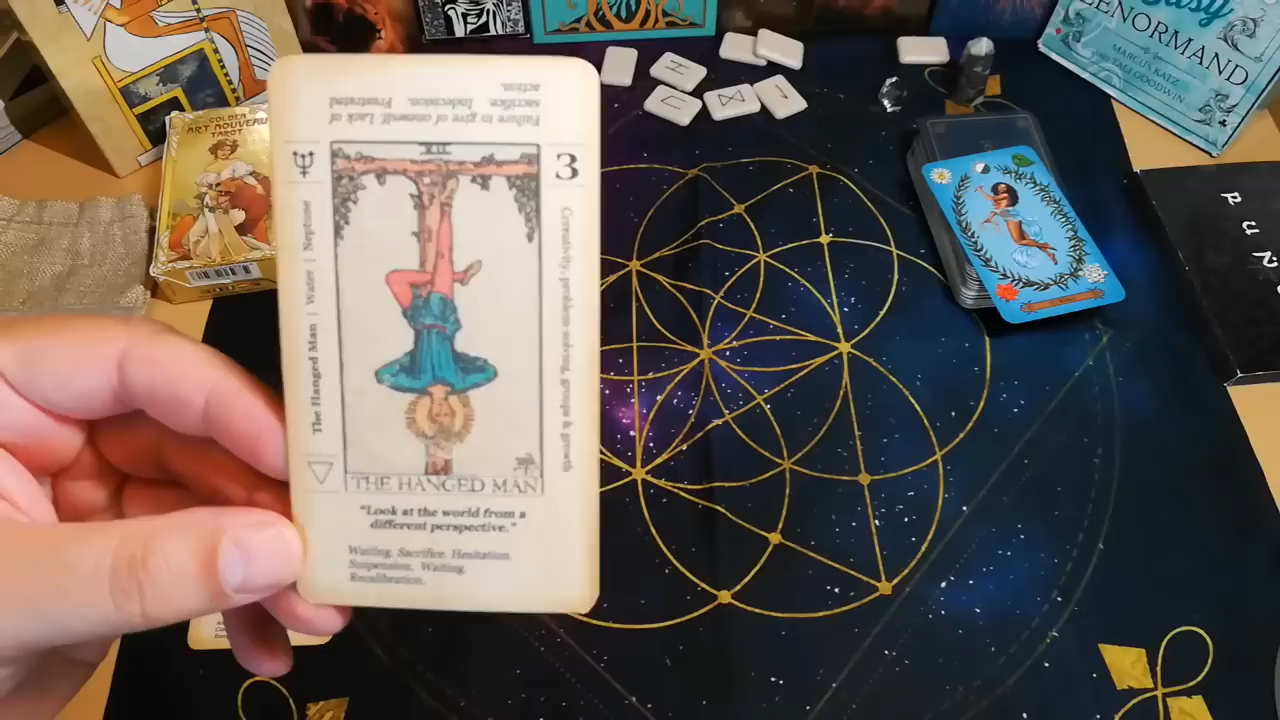 Failure to give of oneself. Lack of
sacrifice. Indecision. Frustrated
action.
3
The Hanged Man | Water | Neptune
Creativity, problem solving, groups & growth
XII
THE HANGED MAN
"Look at the world from a
different perspective."
Waiting. Sacrifice. Hesitation.
Suspension. Waiting.
Recalibration.
GOLDEN
ART NOUVEAU
TAROT
Easy
LENORMAND
MARCUS KATZ
TALI GOODWIN